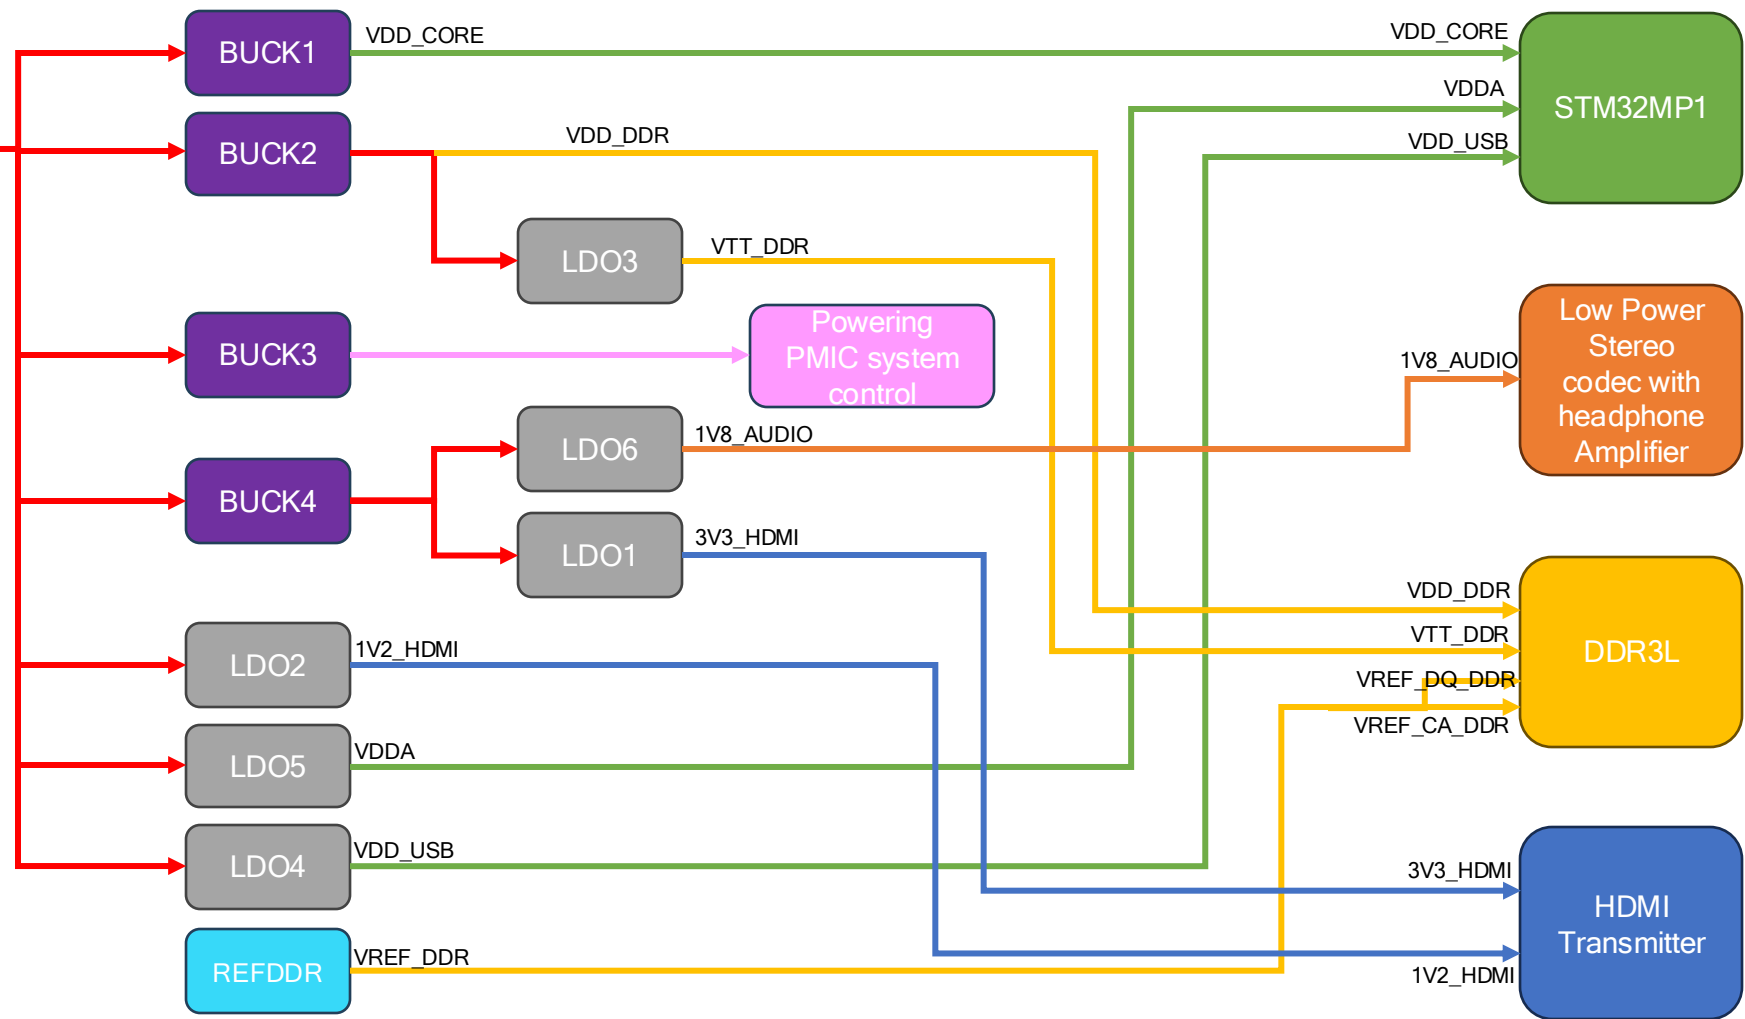 BUCK1
VDD_CORE
VDD_CORE
VDDA
STM32MP1
BUCK2
VDD_DDR
VDD_USB
LDO3
VTT_DDR
BUCK3
Powering
PMIC system
control
1V8_AUDIO
Low Power
Stereo
codec with
headphone
Amplifier
LDO6
1V8_AUDIO
BUCK4
LDO1
3V3_HDMI
VDD_DDR
VTT_DDR
DDR3L
VREF_DQ_DDR
VREF_CA_DDR
LDO2
1V2_HDMI
LDO5
VDDA
LDO4
VDD_USB
3V3_HDMI
HDMI
Transmitter
1V2_HDMI
REFDDR
VREF_DDR